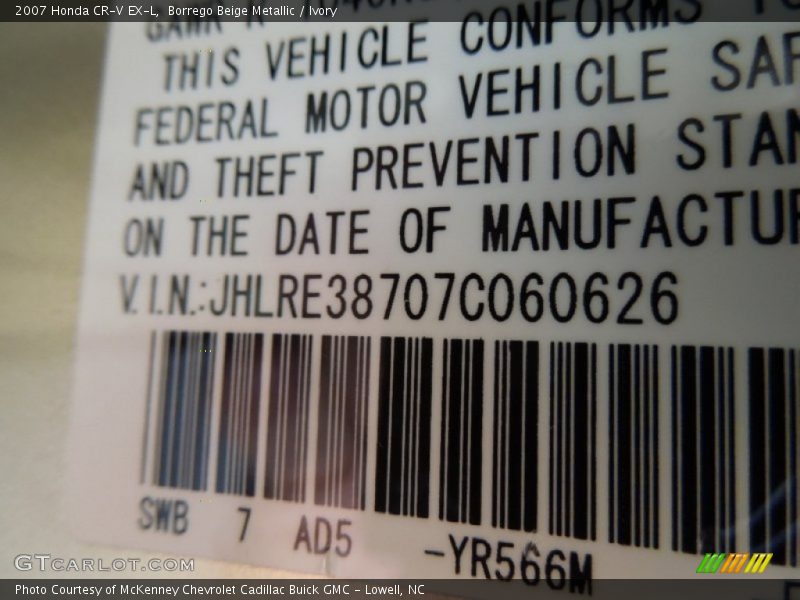 2007 Honda CR-V EX-L, Borrego Beige Metallic / Ivory
THIS VEHICLE CONFORMS
FEDERAL MOTOR VEHICLE SAF
AND THEFT PREVENTION STAN
ON THE DATE OF MANUFACTUR
V.I.N.:JHLRE38707C060626
SWB 7 AD5 -YR566M
GTCARLOT.COM
Photo Courtesy of McKenney Chevrolet Cadillac Buick GMC - Lowell, NC